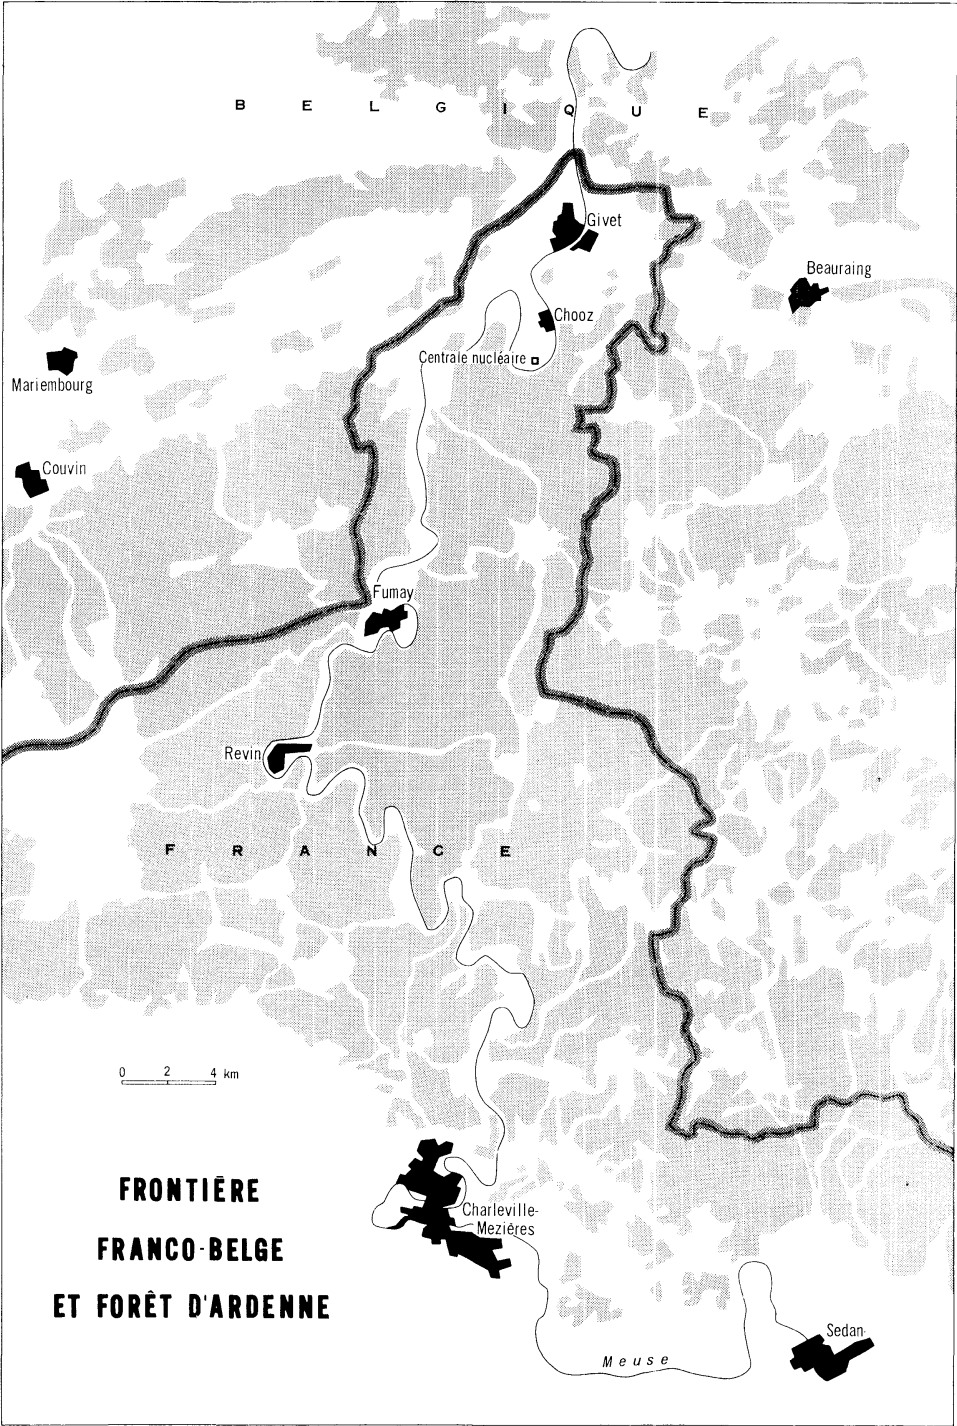 B E L G I Q U E
Givet
Beauraing
Chooz
Centrale nucléaire
Mariembourg
Couvin
Fumay
Revin
F R A N C E
0 2 4 km
FRONTIÈRE
FRANCO-BELGE
ET FORÊT D'ARDENNE
Charleville-
Mezières
Sedan
Meuse